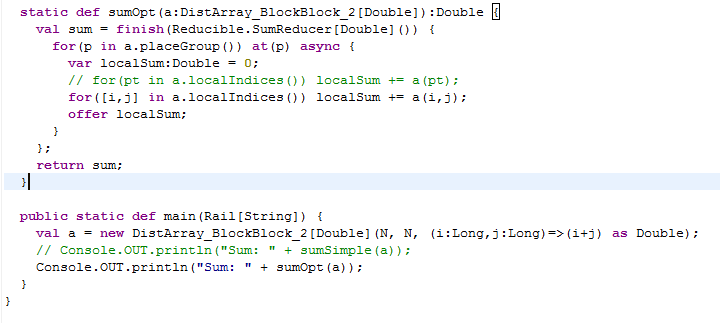 static def sumOpt(a:DistArray_BlockBlock_2[Double]):Double {
val sum = finish(Reducible.SumReducer[Double]()) {
for(p in a.placeGroup()) at(p) async {
var localSum:Double = 0;
// for(pt in a.localIndices()) localSum += a(pt);
for([i,j] in a.localIndices()) localSum += a(i,j);
offer localSum;
}
};
return sum;
}
public static def main(Rail[String]) {
val a = new DistArray_BlockBlock_2[Double](N, N, (i:Long,j:Long)=>(i+j) as Double);
// Console.OUT.println("Sum: " + sumSimple(a));
Console.OUT.println("Sum: " + sumOpt(a));
}
}